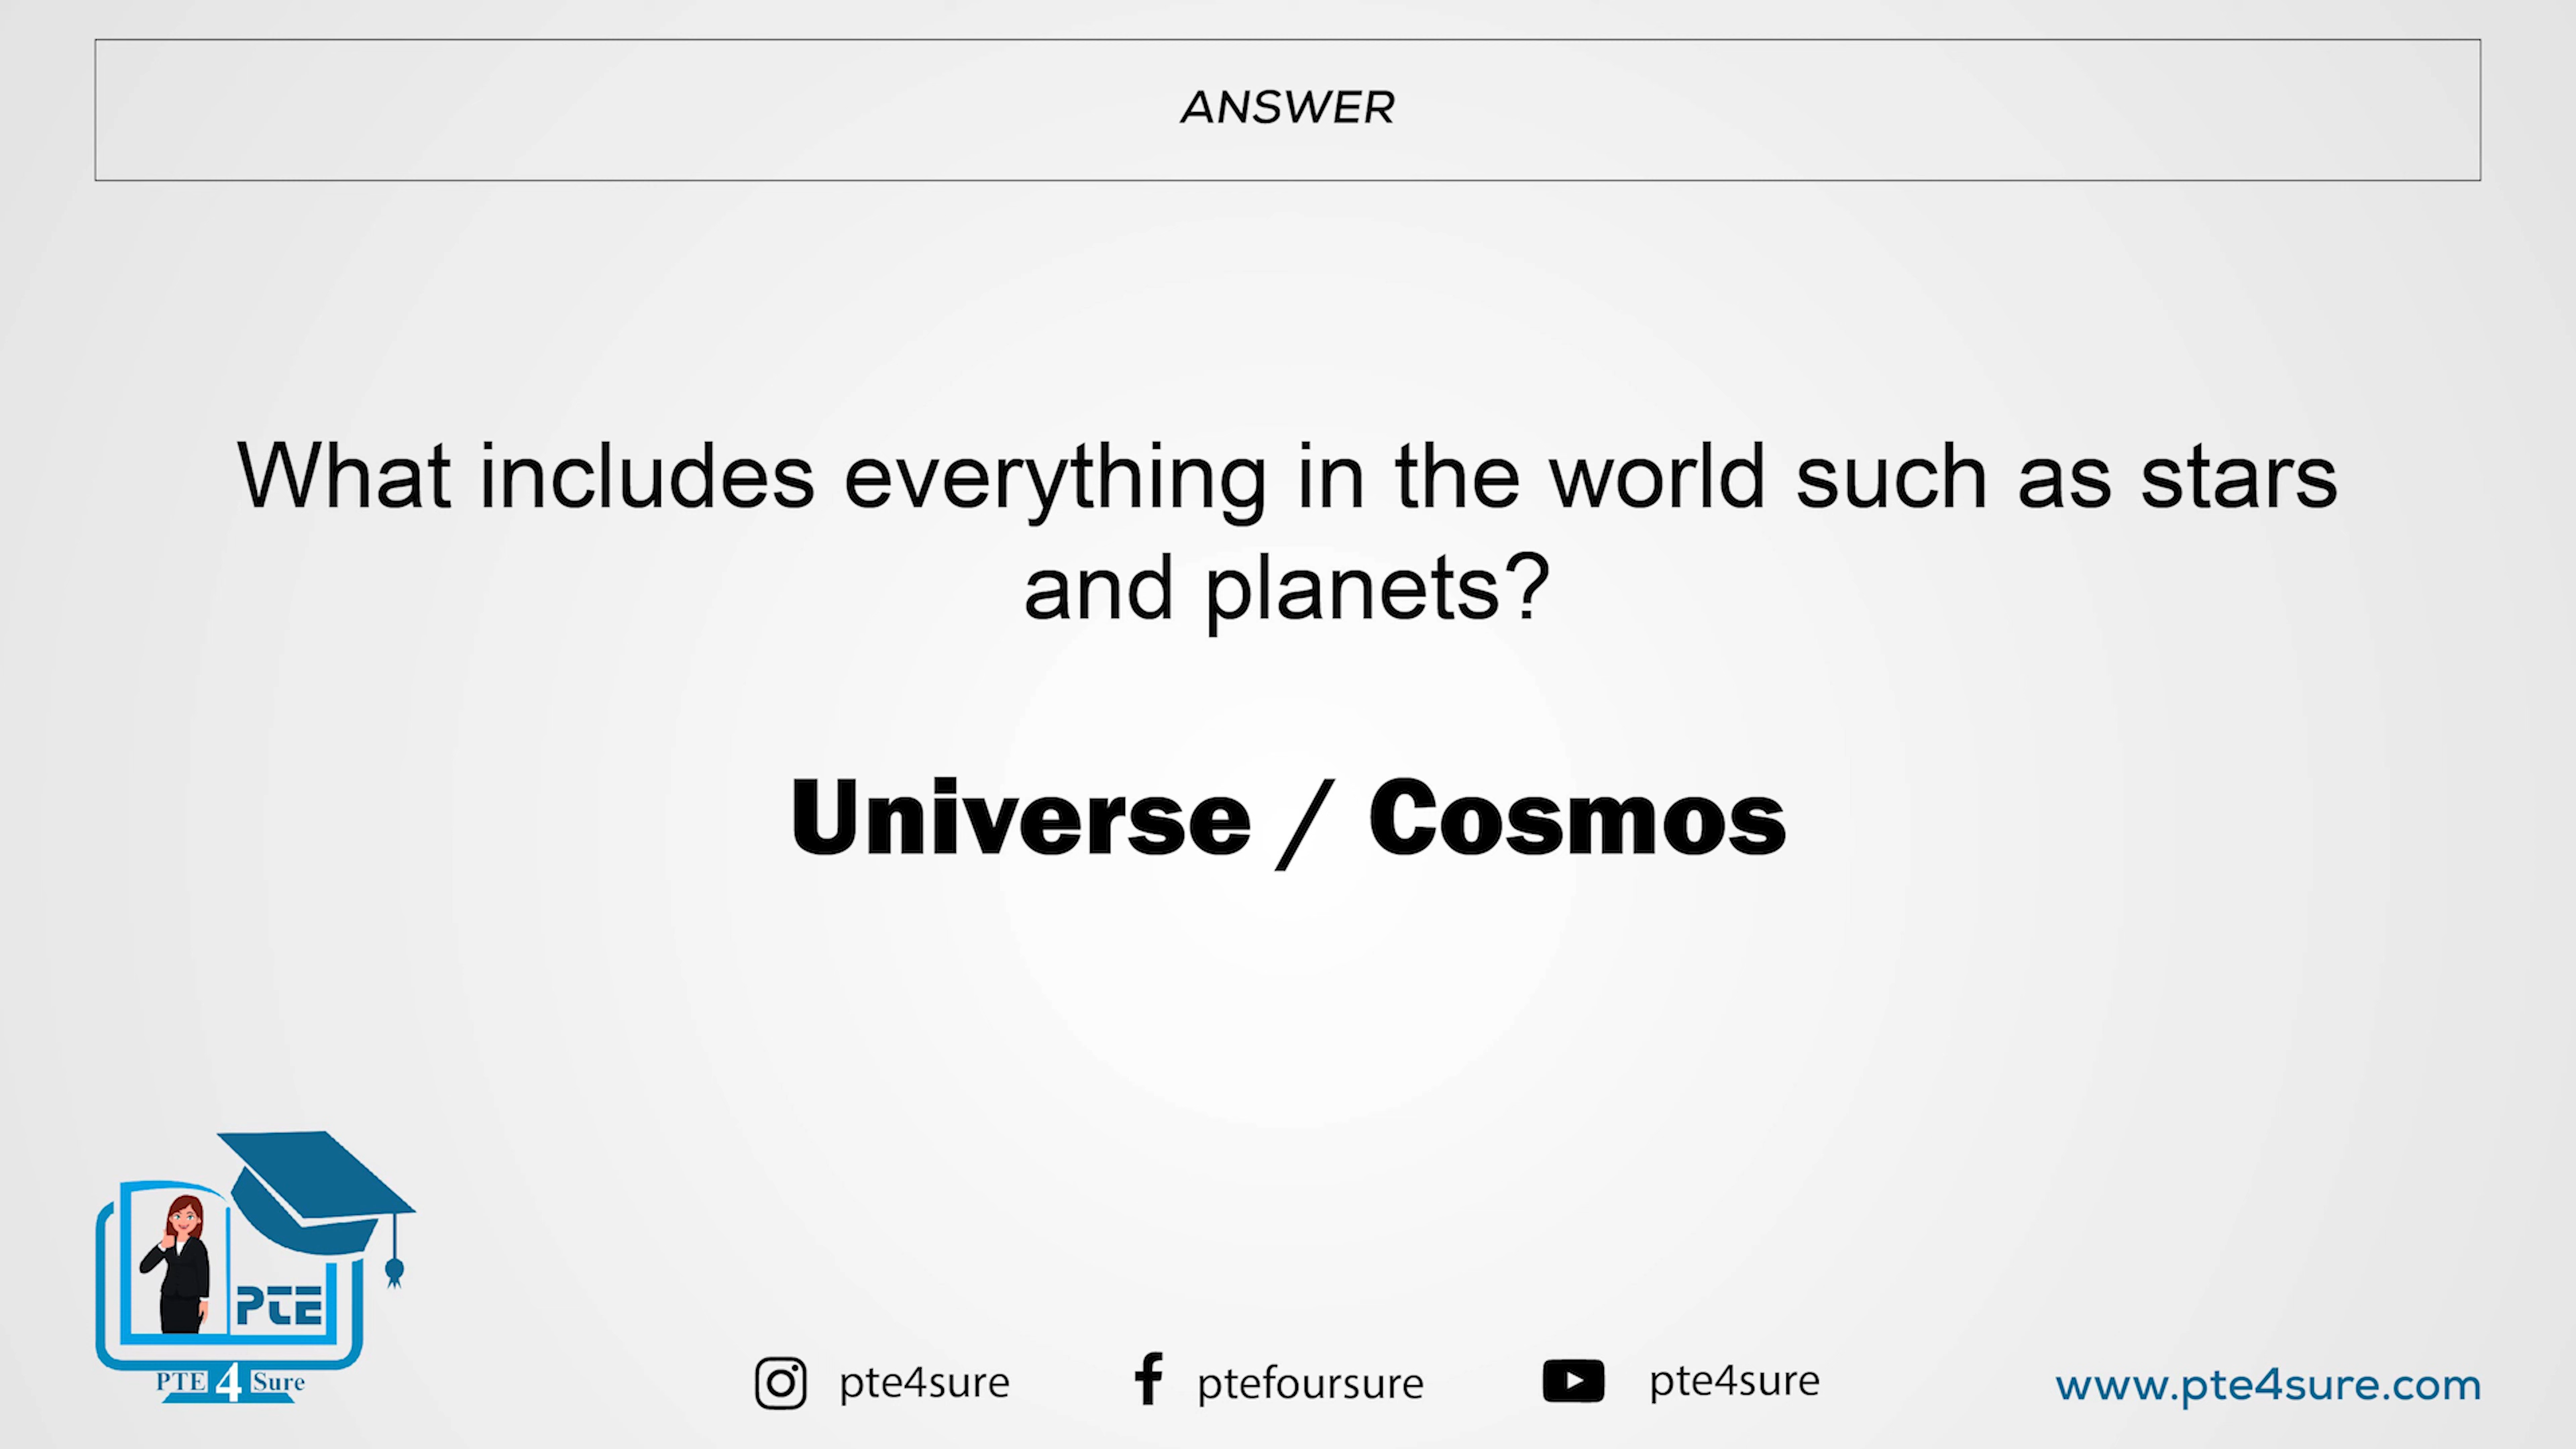 ANSWER
What includes everything in the world such as stars
and planets?
Universe / Cosmos
PTE
PTE 4 Sure
pte4sure
ptefoursure
pte4sure
www.pte4sure.com